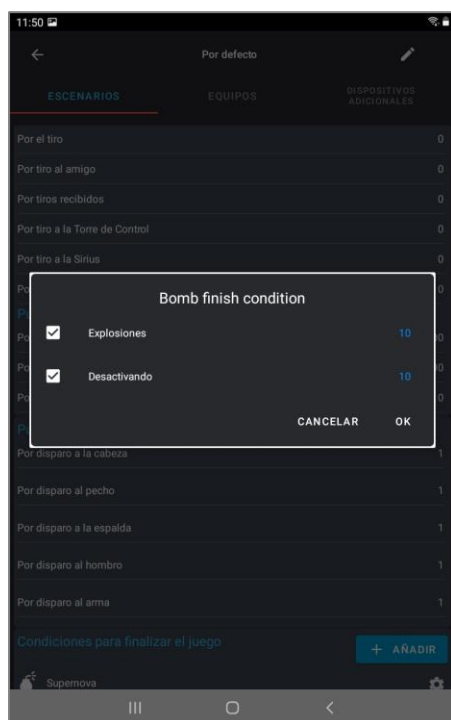 11:50
Por defecto
ESCENARIOS EQUIPOS DISPOSITIVOS ADICIONALES
Por el tiro 0
Por tiro al amigo 0
Por tiros recibidos 0
Por tiro a la Torre de Control 0
Por tiro a la Sirius 0
Po 0
Bomb finish condition
Explosiones 10
Desactivando 10
CANCELAR OK
Por disparo a la cabeza 1
Por disparo al pecho 1
Por disparo a la espalda 1
Por disparo al hombro 1
Por disparo al arma 1
Condiciones para finalizar el juego + AÑADIR
Supernova